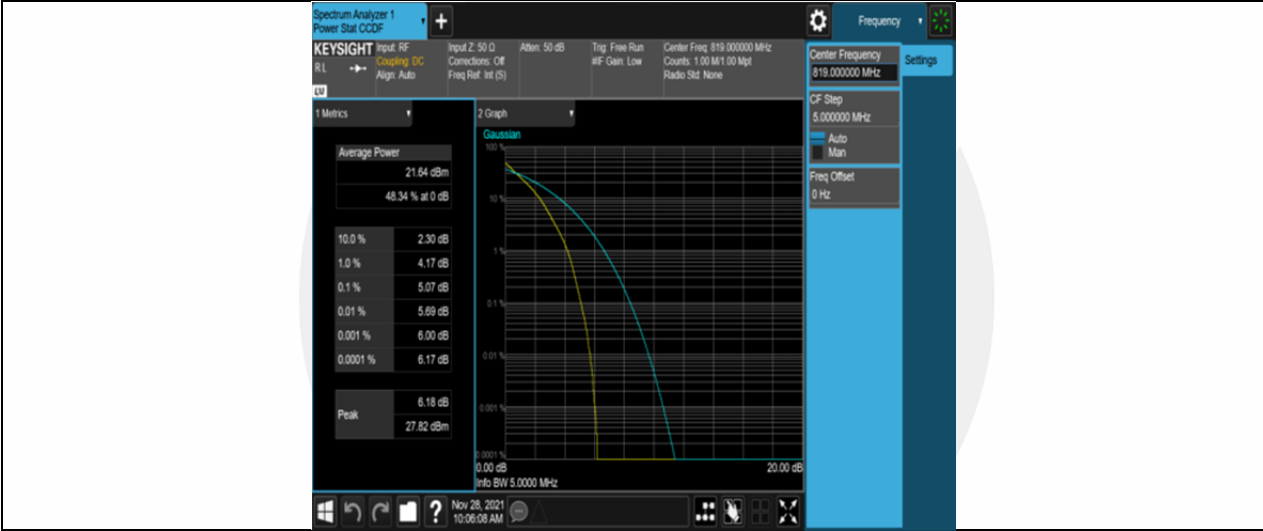 Spectrum Analyzer 1
Power Stat CCDF
Frequency
KEYSIGHT
RL
LV
Input: RF
Coupling: DC
Align: Auto
Input Z: 50 Ω
Corrections: Off
Freq Ref: Int (S)
Atten: 50 dB
Trig: Free Run
#IF Gain: Low
Center Freq: 819.000000 MHz
Counts: 1.00 M/1.00 Mpt
Radio Std: None
Center Frequency
819.000000 MHz
Settings
CF Step
5.000000 MHz
Auto
Man
Freq Offset
0 Hz
1 Metrics
Average Power
21.64 dBm
48.34 % at 0 dB
10.0 % 2.30 dB
1.0 % 4.17 dB
0.1 % 5.07 dB
0.01 % 5.69 dB
0.001 % 6.00 dB
0.0001 % 6.17 dB
Peak
6.18 dB
27.82 dBm
2 Graph
Gaussian
100 %
10 %
1 %
0.1 %
0.01 %
0.001 %
0.0001 %
0.00 dB 20.00 dB
Info BW 5.0000 MHz
Nov 28, 2021
10:06:08 AM